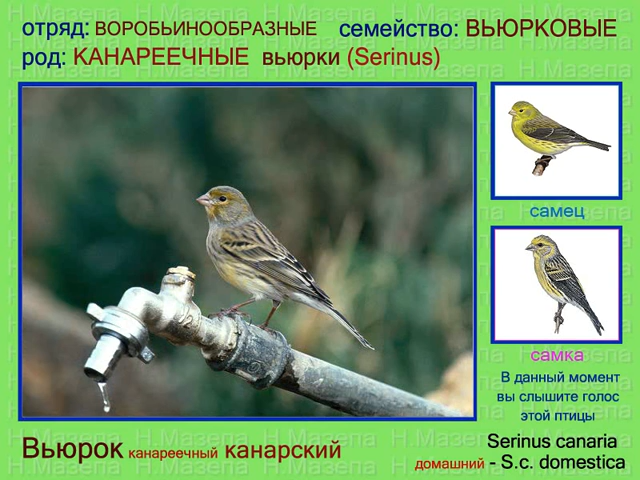 отряд: ВОРОБЬИНООБРАЗНЫЕ семейство: ВЬЮРКОВЫЕ
род: КАНАРЕЕЧНЫЕ вьюрки (Serinus)
самец
самка
В данный момент
вы слышите голос
этой птицы
Вьюрок канареечный канарский
Serinus canaria
домашний - S.c. domestica
Н.Мазепа